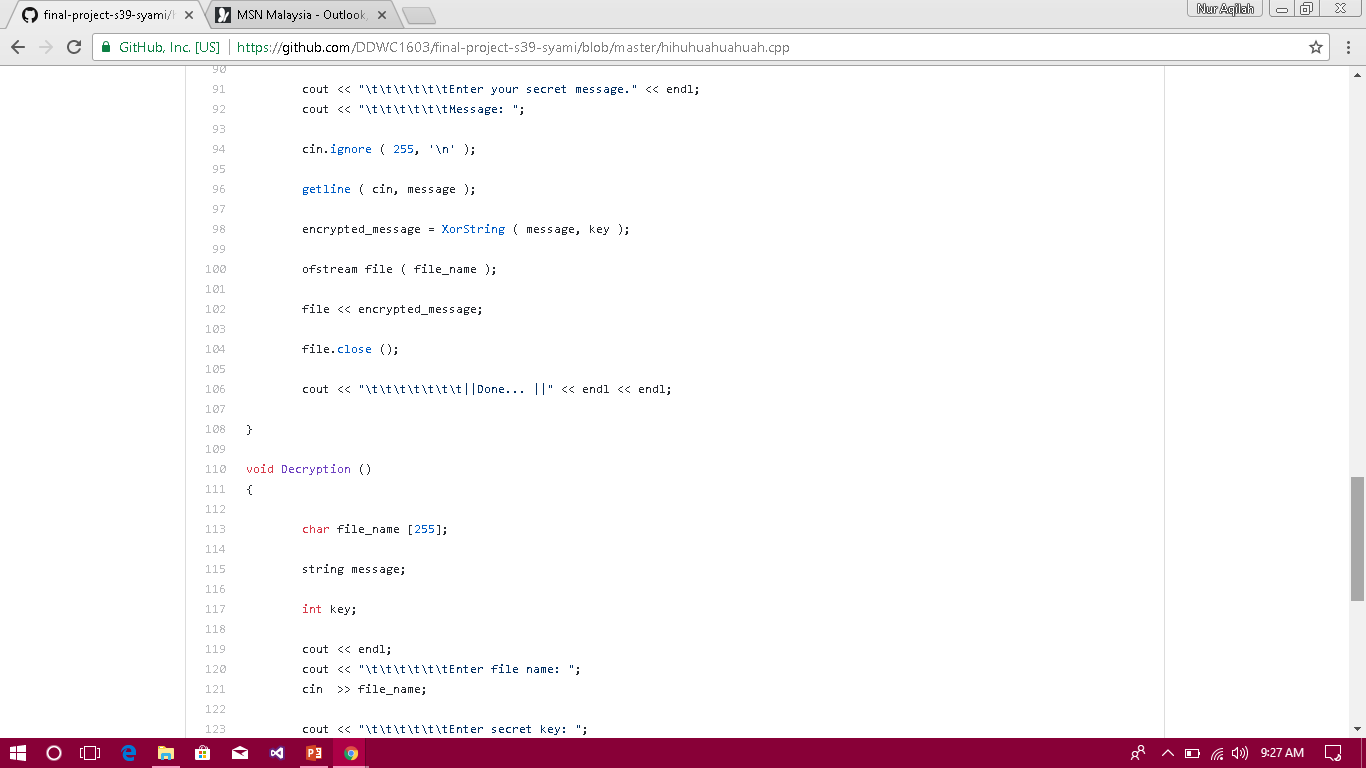 final-project-s39-syami/h
MSN Malaysia - Outlook,
Nur Aqilah
GitHub, Inc. [US]
https://github.com/DDWC1603/final-project-s39-syami/blob/master/hihuhuahuahuah.cpp
90
91 cout << "\t\t\t\t\t\tEnter your secret message." << endl;
92 cout << "\t\t\t\t\t\tMessage: ";
93
94 cin.ignore ( 255, '\n' );
95
96 getline ( cin, message );
97
98 encrypted_message = XorString ( message, key );
99
100 ofstream file ( file_name );
101
102 file << encrypted_message;
103
104 file.close ();
105
106 cout << "\t\t\t\t\t\t\t||Done... ||" << endl << endl;
107
108 }
109
110 void Decryption ()
111 {
112
113 char file_name [255];
114
115 string message;
116
117 int key;
118
119 cout << endl;
120 cout << "\t\t\t\t\t\tEnter file name: ";
121 cin  >> file_name;
122
123 cout << "\t\t\t\t\t\tEnter secret key: ";
9:27 AM